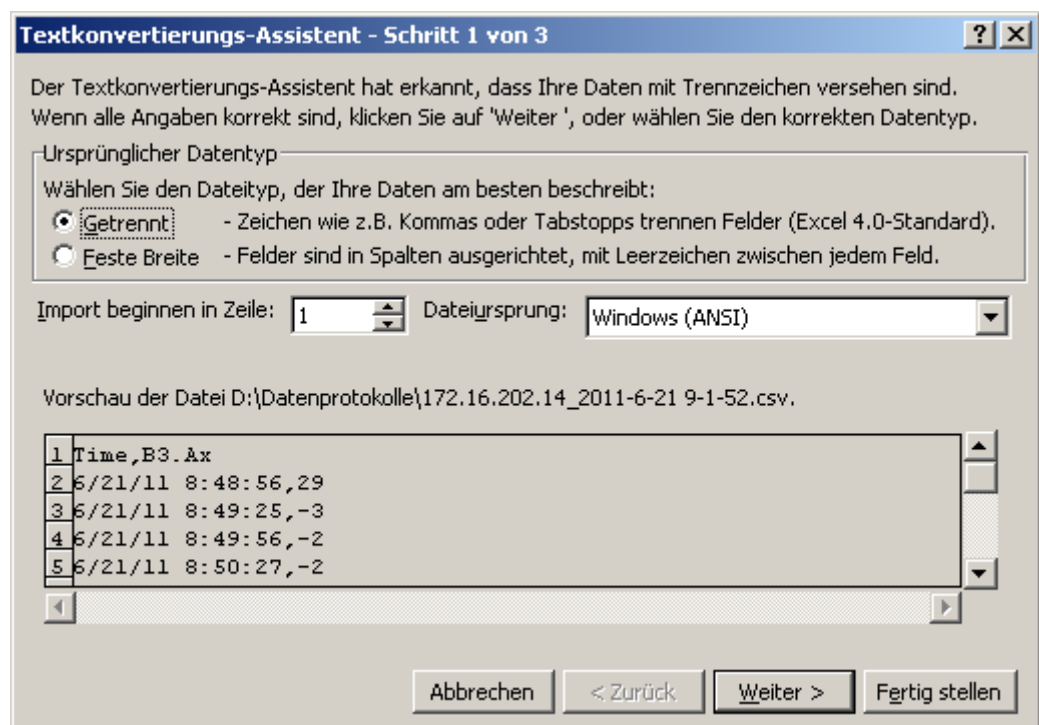 Textkonvertierungs-Assistent - Schritt 1 von 3
Der Textkonvertierungs-Assistent hat erkannt, dass Ihre Daten mit Trennzeichen versehen sind.
Wenn alle Angaben korrekt sind, klicken Sie auf 'Weiter ', oder wählen Sie den korrekten Datentyp.
Ursprünglicher Datentyp
Wählen Sie den Dateityp, der Ihre Daten am besten beschreibt:
Getrennt - Zeichen wie z.B. Kommas oder Tabstopps trennen Felder (Excel 4.0-Standard).
Feste Breite - Felder sind in Spalten ausgerichtet, mit Leerzeichen zwischen jedem Feld.
Import beginnen in Zeile: 1 Dateiursprung: Windows (ANSI)
Vorschau der Datei D:\Datenprotokolle\172.16.202.14_2011-6-21 9-1-52.csv.
1 Time,B3.Ax
2 6/21/11 8:48:56,29
3 6/21/11 8:49:25,-3
4 6/21/11 8:49:56,-2
5 6/21/11 8:50:27,-2
Abbrechen < Zurück Weiter > Fertig stellen